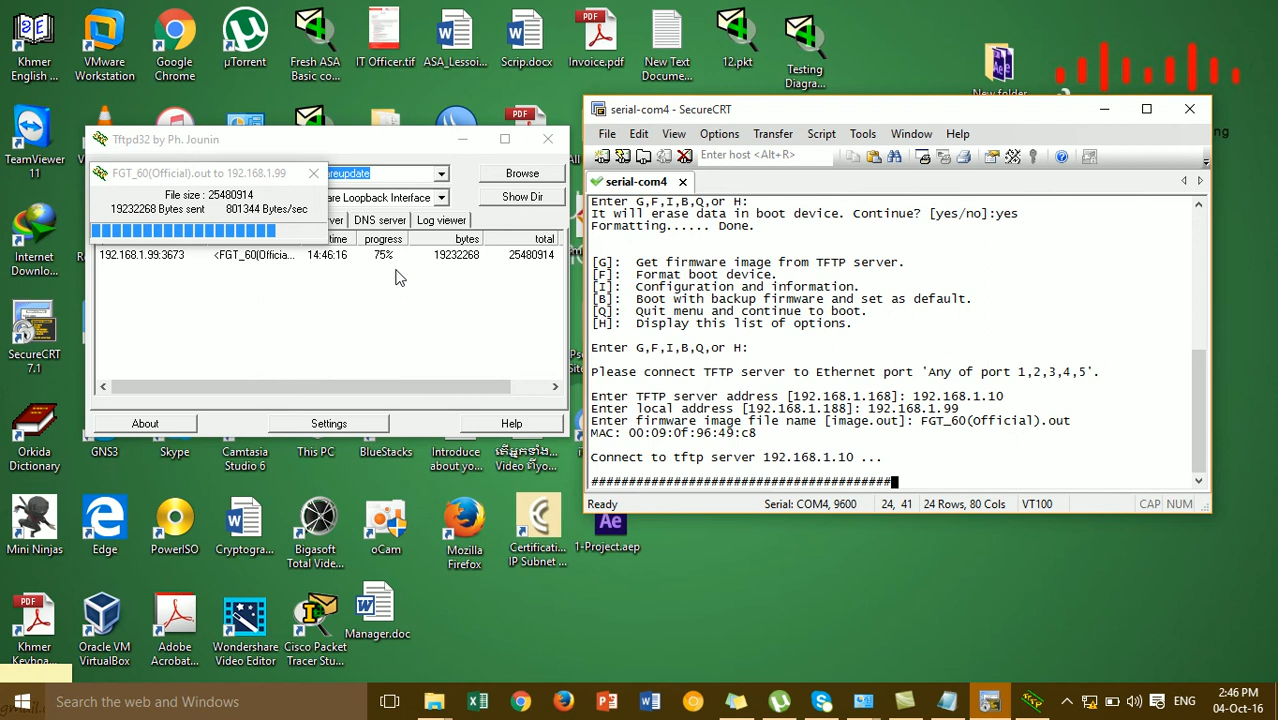 Khmer English ...
VMware Workstation
Google Chrome
µTorrent
Fresh ASA Basic co...
IT Officer.tif
ASA_Lessoi...
Scrip.docx
Invoice.pdf
New Text Docume...
12.pkt
Testing Diagra...
New folder
TeamViewer 11
Internet Downlo...
SecureCRT 7.1
Orkida Dictionary
GNS3
Skype
Camtasia Studio 6
This PC
BlueStacks
Introduce about yo...
Mini Ninjas
Edge
PowerISO
Cryptogra...
Bigasoft Total Vide...
oCam
Mozilla Firefox
Certificati... IP Subnet ...
1-Project.aep
Khmer Keyboa...
Oracle VM VirtualBox
Adobe Acrobat...
Wondershare Video Editor
Cisco Packet Tracer Stu...
Manager.doc
Tftpd32 by Ph. Jounin
Browse
Show Dir
DNS server
Log viewer
FGT_60(Official).out to 192.168.1.99
File size : 25480914
19232268 Bytes sent 801344 Bytes/sec
time progress bytes total
192.168.1.99:3673 <FGT_60(Officia... 14:46:16 75% 19232268 25480914
About
Settings
Help
serial-com4 - SecureCRT
File Edit View Options Transfer Script Tools Window Help
Enter host <Alt+R>
serial-com4
Enter G,F,I,B,Q,or H:
It will erase data in boot device. Continue? [yes/no]:yes
Formatting...... Done.
[G]: Get firmware image from TFTP server.
[F]: Format boot device.
[I]: Configuration and information.
[B]: Boot with backup firmware and set as default.
[Q]: Quit menu and continue to boot.
[H]: Display this list of options.
Enter G,F,I,B,Q,or H:
Please connect TFTP server to Ethernet port 'Any of port 1,2,3,4,5'.
Enter TFTP server address [192.168.1.168]: 192.168.1.10
Enter local address [192.168.1.188]: 192.168.1.99
Enter firmware image file name [image.out]: FGT_60(Official).out
MAC: 00:09:0f:96:49:c8
Connect to tftp server 192.168.1.10 ...
########################################
Ready
Serial: COM4, 9600 24, 41 24 Rows, 80 Cols VT100 CAP NUM
Search the web and Windows
ENG
2:46 PM
04-Oct-16